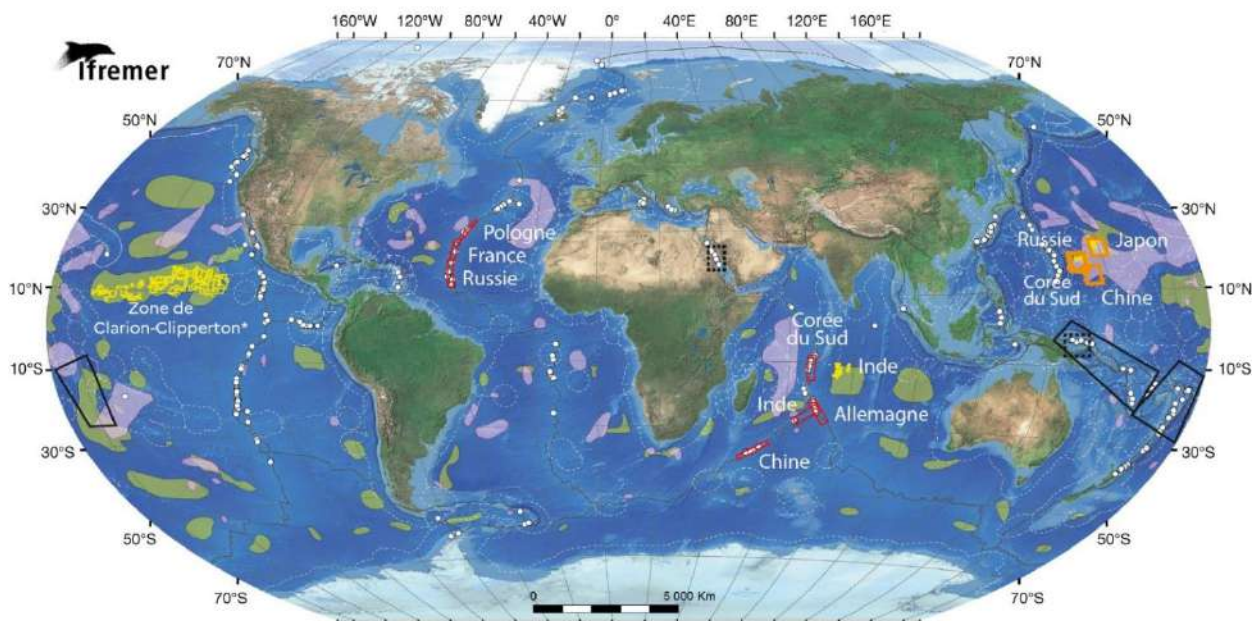 160°W 120°W 80°W 40°W 0° 40°E 80°E 120°E 160°E
Ifremer
70°N
70°N
50°N
50°N
30°N
30°N
Pologne
France
Russie
Russie
Japon
Corée
du Sud
Chine
10°N
10°N
Zone de
Clarion-Clipperton*
Corée
du Sud
Inde
10°S
10°S
Inde
Allemagne
Chine
30°S
30°S
50°S
50°S
70°S
70°S
0 5 000 Km